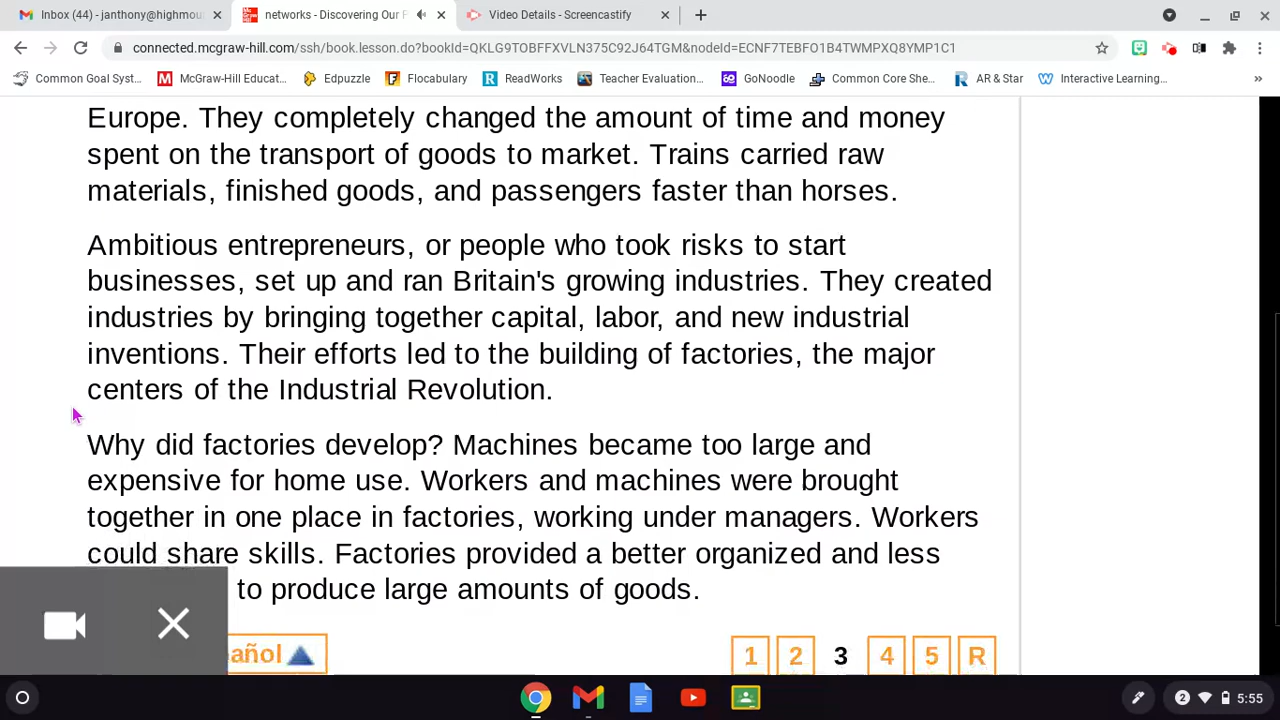 Inbox (44) - janthony@highmou
networks - Discovering Our P
Video Details - Screencastify
connected.mcgraw-hill.com/ssh/book.lesson.do?bookId=QKLG9TOBFFXVLN375C92J64TGM&nodeId=ECNF7TEBFO1B4TWMPXQ8YMP1C1
Common Goal Syst... McGraw-Hill Educat... Edpuzzle Flocabulary ReadWorks Teacher Evaluation... GoNoodle Common Core She... AR & Star Interactive Learning... »
Europe. They completely changed the amount of time and money
spent on the transport of goods to market. Trains carried raw
materials, finished goods, and passengers faster than horses.
Ambitious entrepreneurs, or people who took risks to start
businesses, set up and ran Britain's growing industries. They created
industries by bringing together capital, labor, and new industrial
inventions. Their efforts led to the building of factories, the major
centers of the Industrial Revolution.
Why did factories develop? Machines became too large and
expensive for home use. Workers and machines were brought
together in one place in factories, working under managers. Workers
could share skills. Factories provided a better organized and less
to produce large amounts of goods.
añol 1 2 3 4 5 R
2 5:55